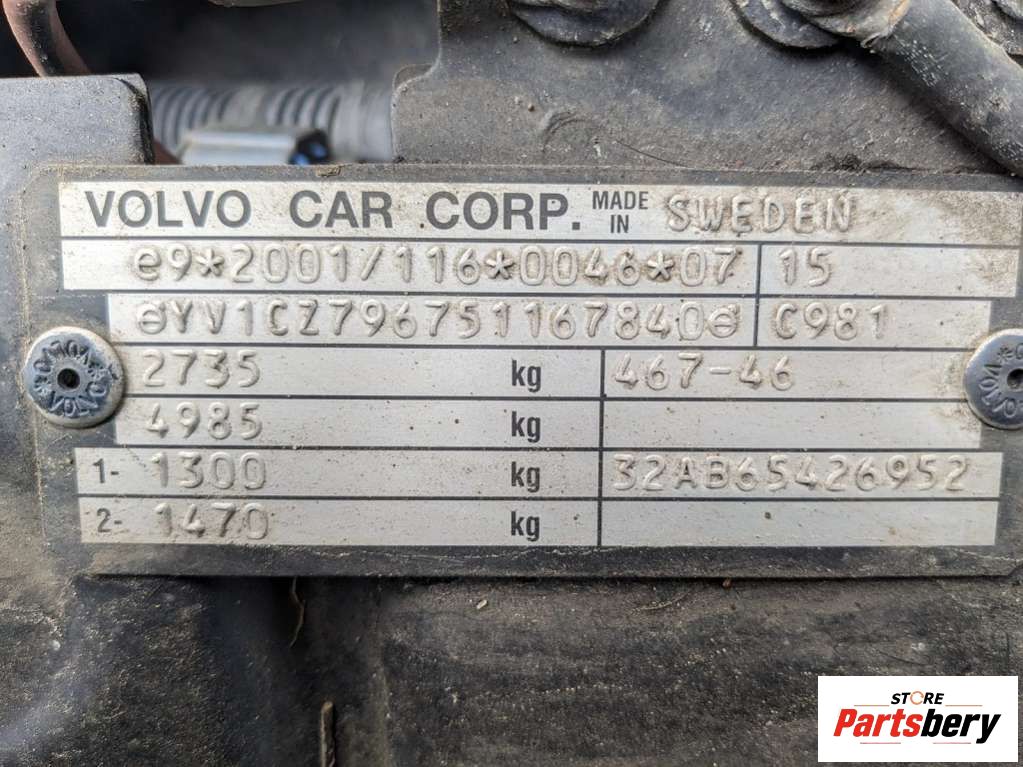 VOLVO CAR CORP. MADE IN SWEDEN
e9*2001/116*0046*07 15
YV1CZ796751167840 C981
2735 kg 467-46
4985 kg
1- 1300 kg 32AB65426952
2- 1470 kg
STORE
Partsbery